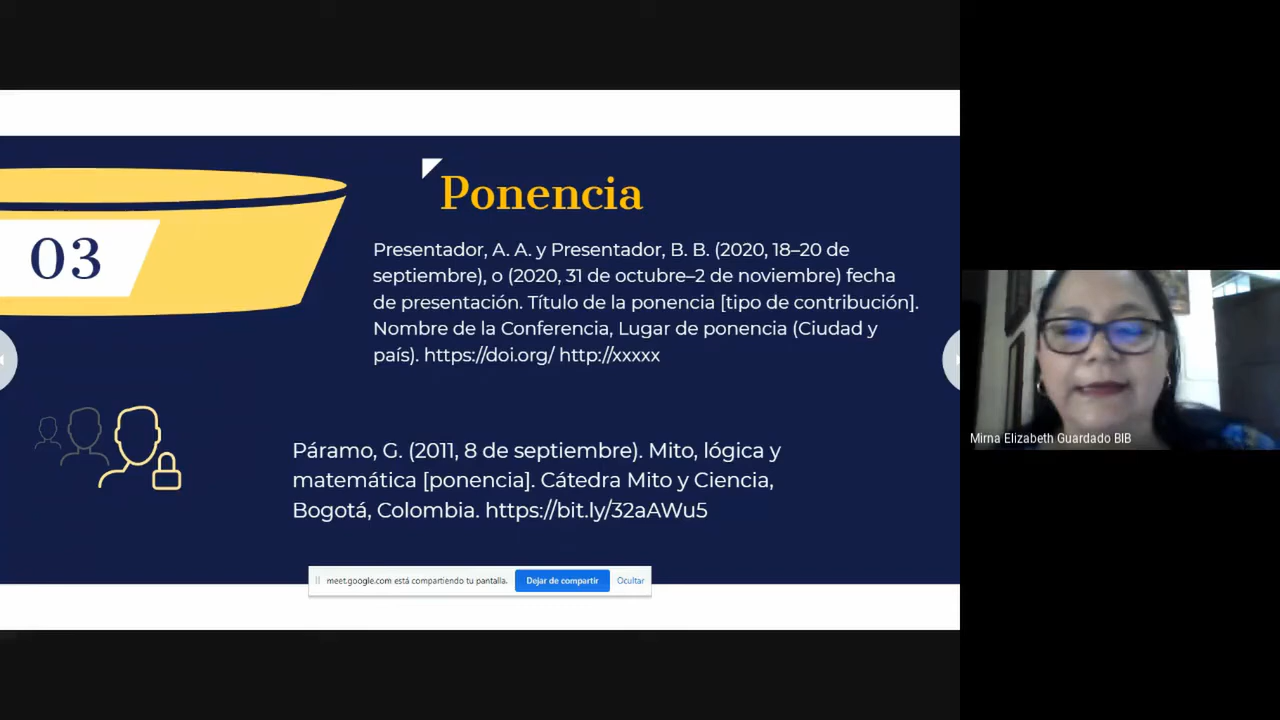 Ponencia
03
Presentador, A. A. y Presentador, B. B. (2020, 18–20 de
septiembre), o (2020, 31 de octubre–2 de noviembre) fecha
de presentación. Título de la ponencia [tipo de contribución].
Nombre de la Conferencia, Lugar de ponencia (Ciudad y
país). https://doi.org/ http://xxxxx
Páramo, G. (2011, 8 de septiembre). Mito, lógica y
matemática [ponencia]. Cátedra Mito y Ciencia,
Bogotá, Colombia. https://bit.ly/32aAWu5
meet.google.com está compartiendo tu pantalla. Dejar de compartir Ocultar
Mirna Elizabeth Guardado BIB